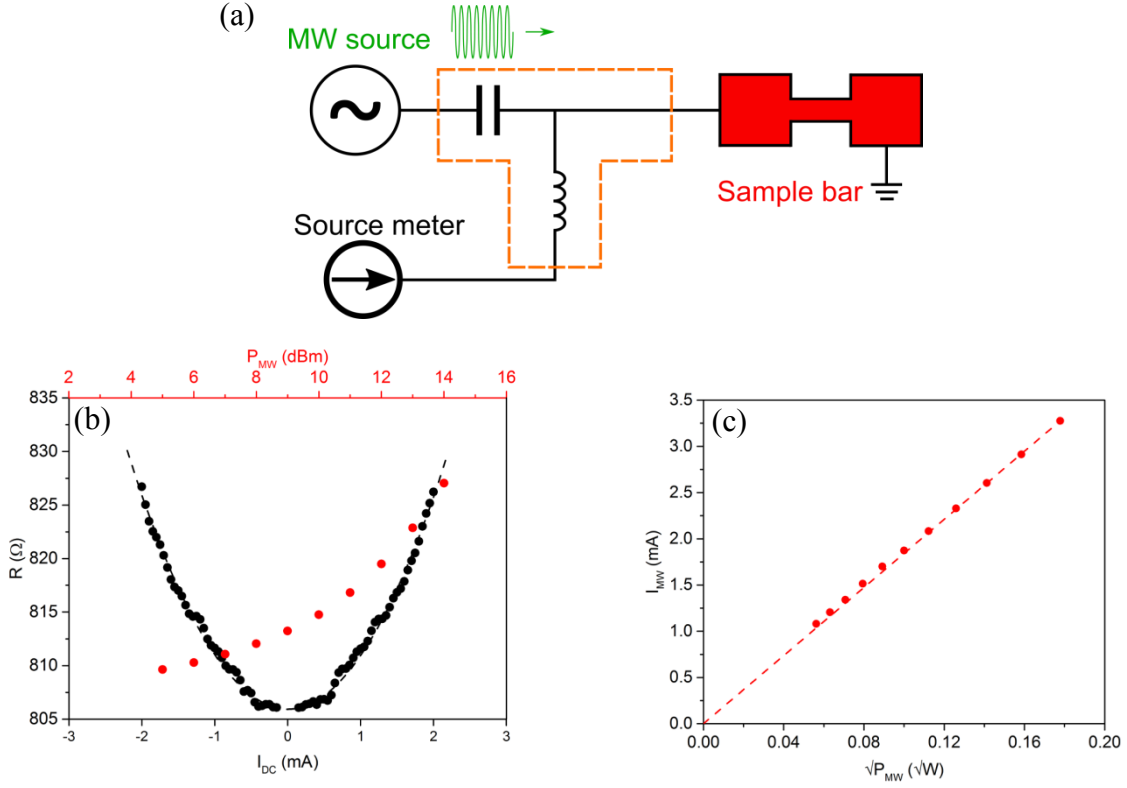 (a)
MW source
Sample bar
Source meter
P_MW (dBm)
2 4 6 8 10 12 14 16
(b)
835
830
825
820
815
810
805
R (Ω)
-3 -2 -1 0 1 2 3
I_DC (mA)
(c)
3.5
3.0
2.5
2.0
1.5
1.0
0.5
0.0
I_MW (mA)
0.00 0.04 0.08 0.12 0.16 0.20
√P_MW (√W)